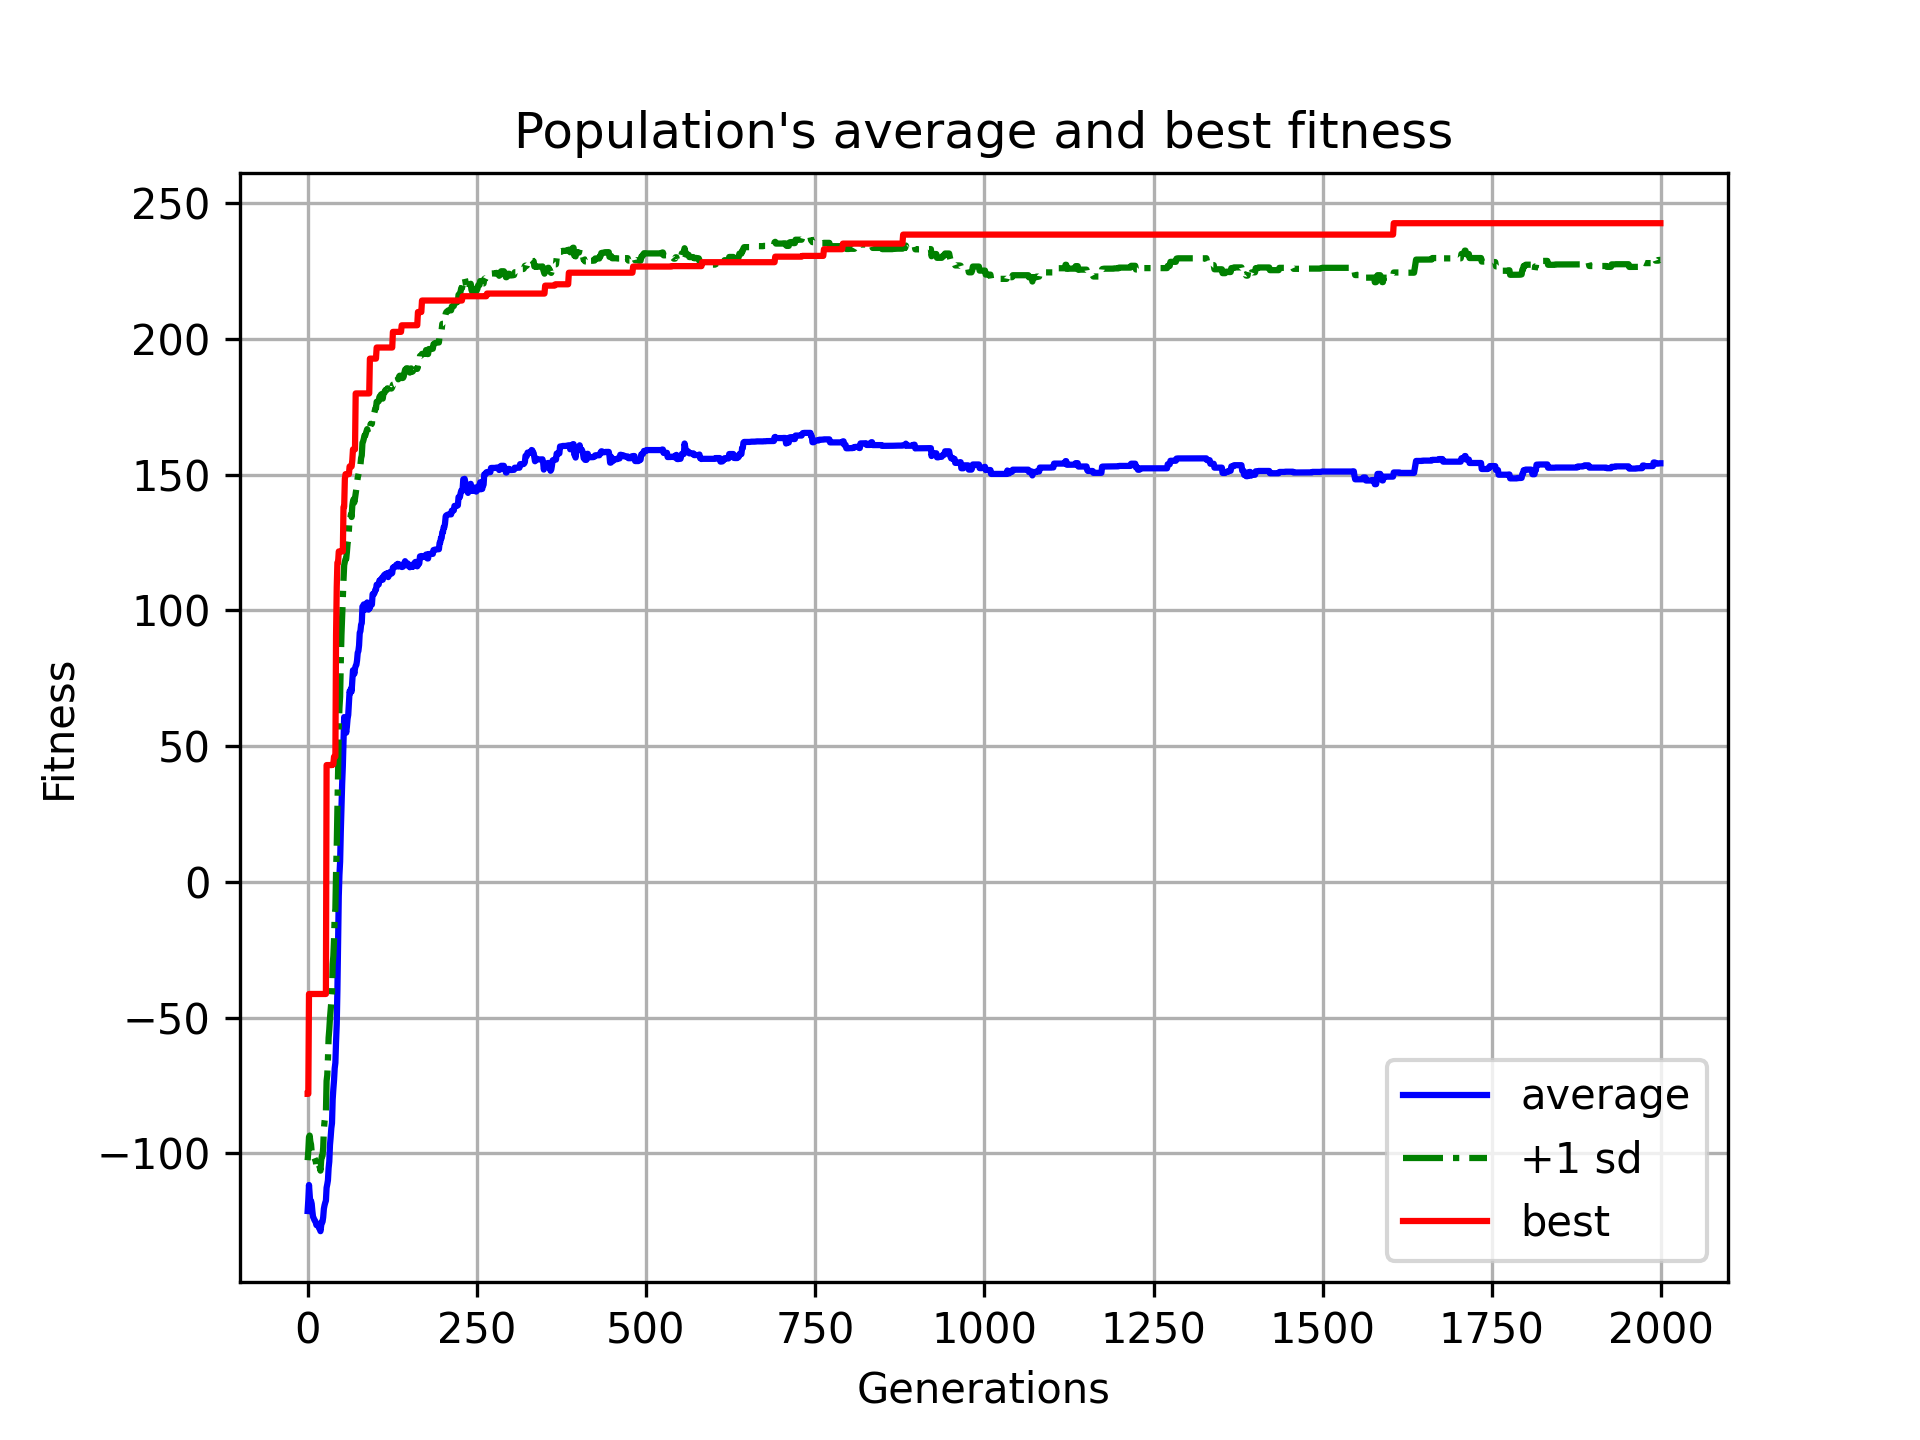 Population's average and best fitness
250
200
150
100
50
0
−50
−100
Fitness
average
+1 sd
best
0 250 500 750 1000 1250 1500 1750 2000
Generations